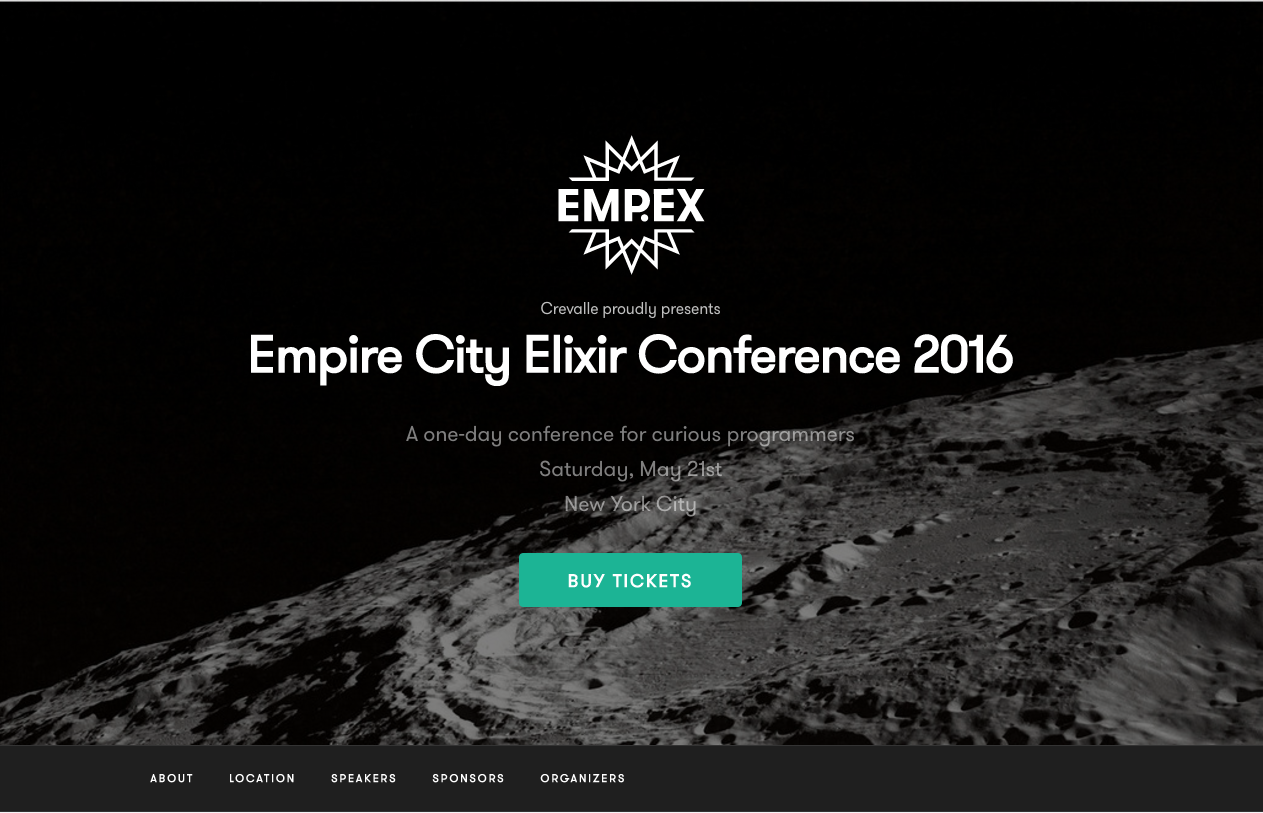 EMP.EX
Crevalle proudly presents
Empire City Elixir Conference 2016
A one-day conference for curious programmers
Saturday, May 21st
New York City
BUY TICKETS
ABOUT LOCATION SPEAKERS SPONSORS ORGANIZERS